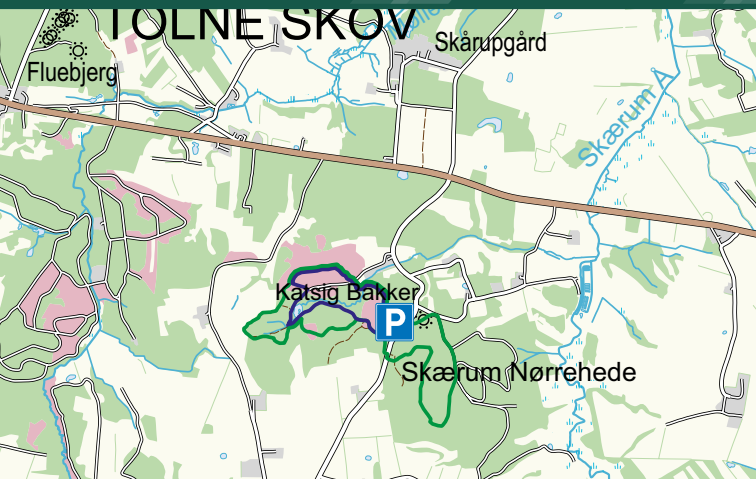 TOLNE SKOV
Skårupgård
Fluebjerg
Skærum Å
Katsig Bakker
P
Skærum Nørrehede